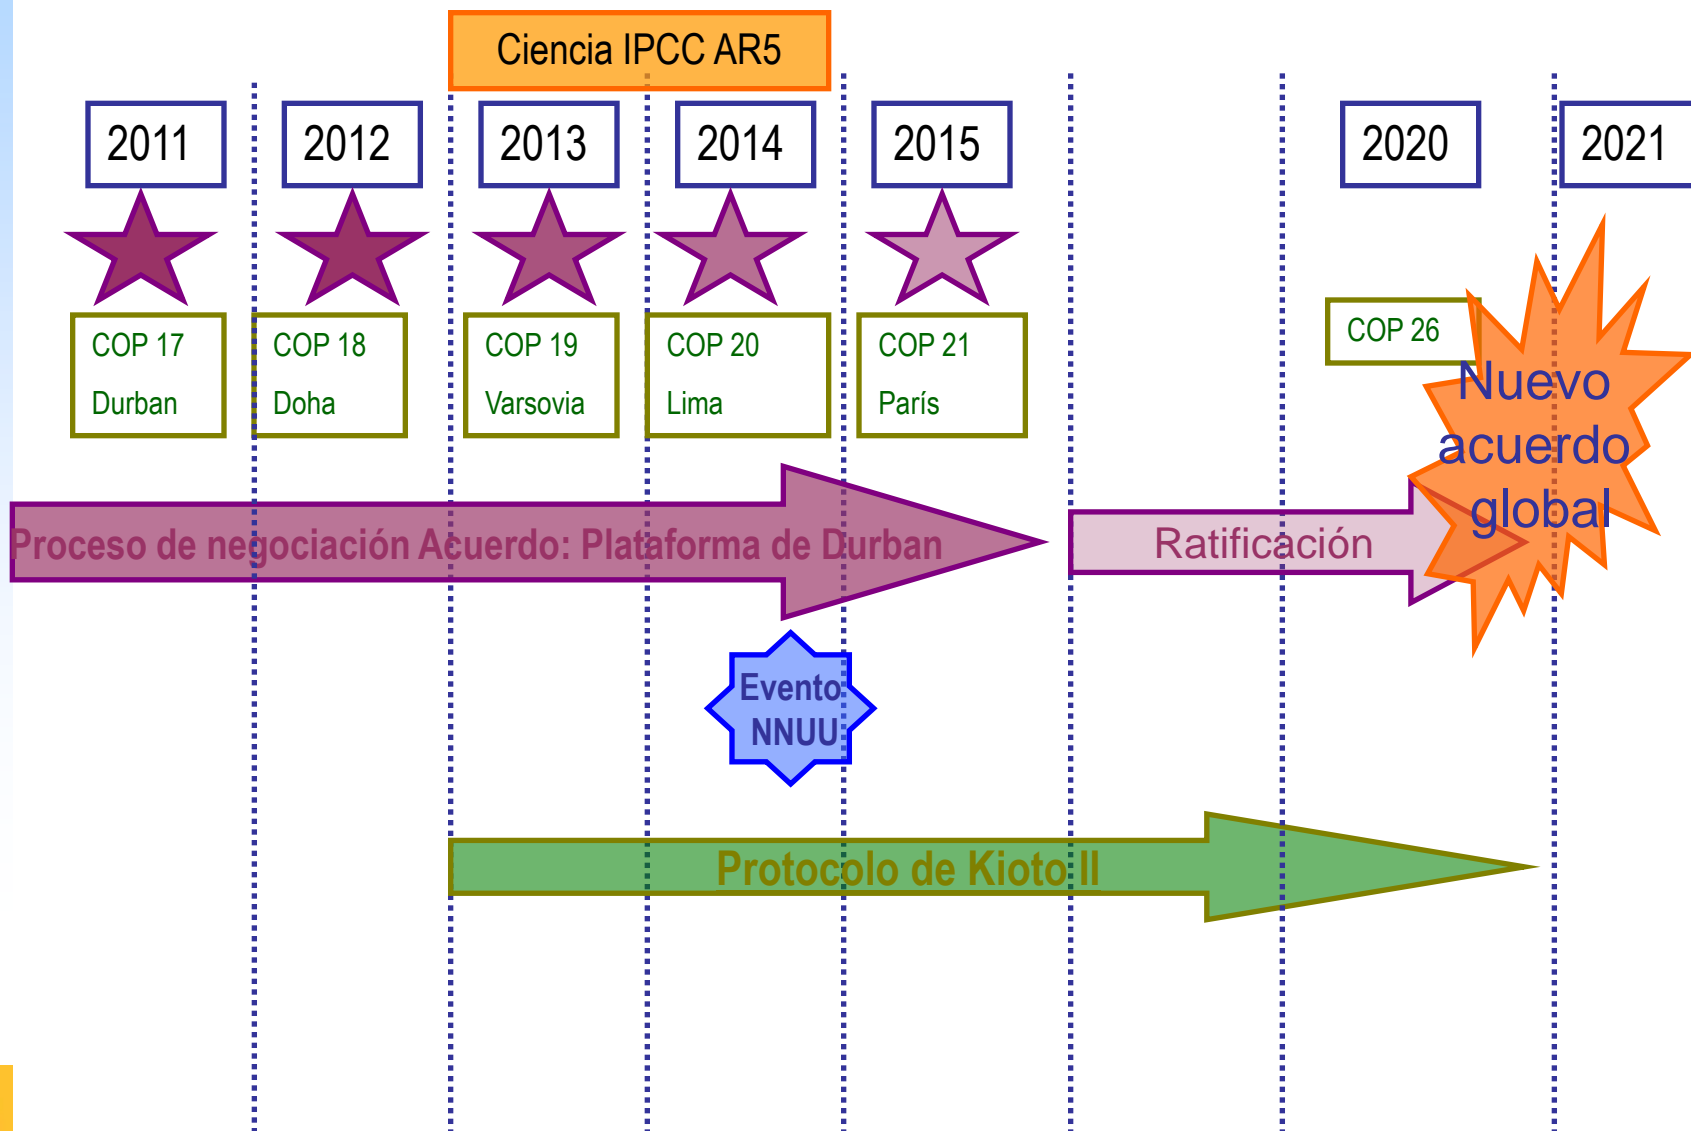 Ciencia IPCC AR5
2011
2012
2013
2014
2015
2020
2021
COP 17
Durban
COP 18
Doha
COP 19
Varsovia
COP 20
Lima
COP 21
París
COP 26
Nuevo
acuerdo
global
Proceso de negociación Acuerdo: Plataforma de Durban
Ratificación
Evento
NNUU
Protocolo de Kioto II